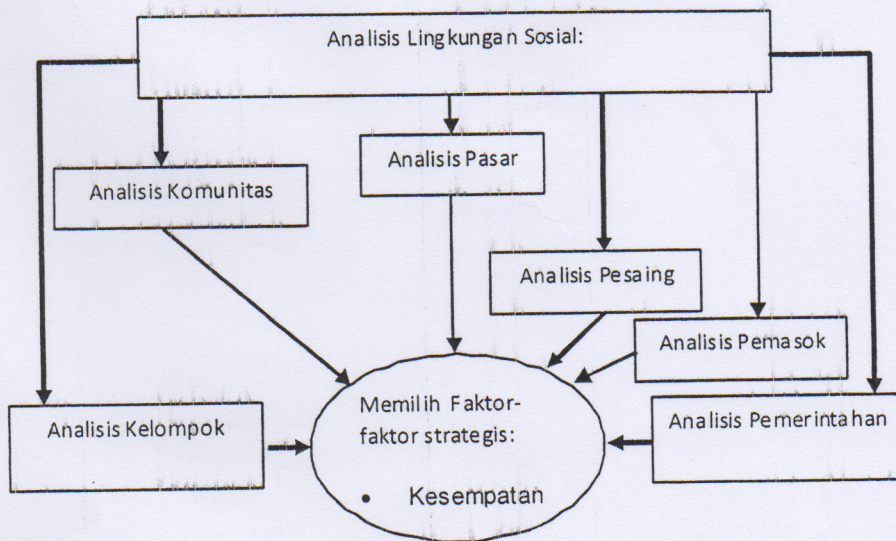 Analisis Lingkungan Sosial:
Analisis Pasar
Analisis Komunitas
Analisis Pesaing
Analisis Pemasok
Analisis Kelompok
Memilih Faktor-
faktor strategis:
• Kesempatan
Analisis Pemerintahan